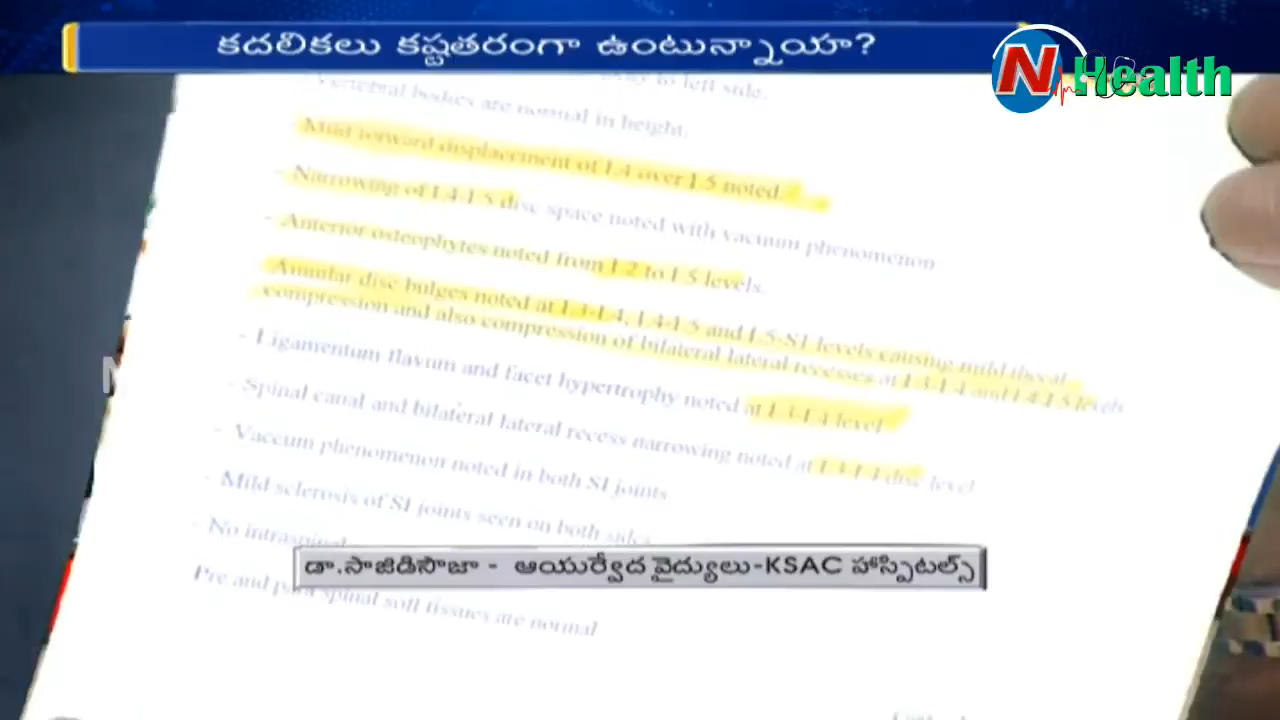 కదలికలు కష్టతరంగా ఉంటున్నాయా?
N Health
to left side.
- Vertebral bodies are normal in height.
Mild forward displacement of L4 over L5 noted.
- Narrowing of L4-L5 disc space noted with vacuum phenomenon
- Anterior osteophytes noted from L2 to L5 levels.
Annular disc bulges noted at L3-L4, L4-L5 and L5-S1 levels causing mild thecal
compression and also compression of bilateral lateral recesses at L3-L4 and L4-L5 levels
- Ligamentum flavum and facet hypertrophy noted at L3-L4 level
- Spinal canal and bilateral lateral recess narrowing noted at L3-L4 disc level
- Vaccum phenomenon noted in both SI joints
- Mild sclerosis of SI joints seen on both sides
- No intraspinal
డా.సాజిడిసౌజా - ఆయుర్వేద వైద్యులు-KSAC హాస్పిటల్స్
Pre and para spinal soft tissues are normal